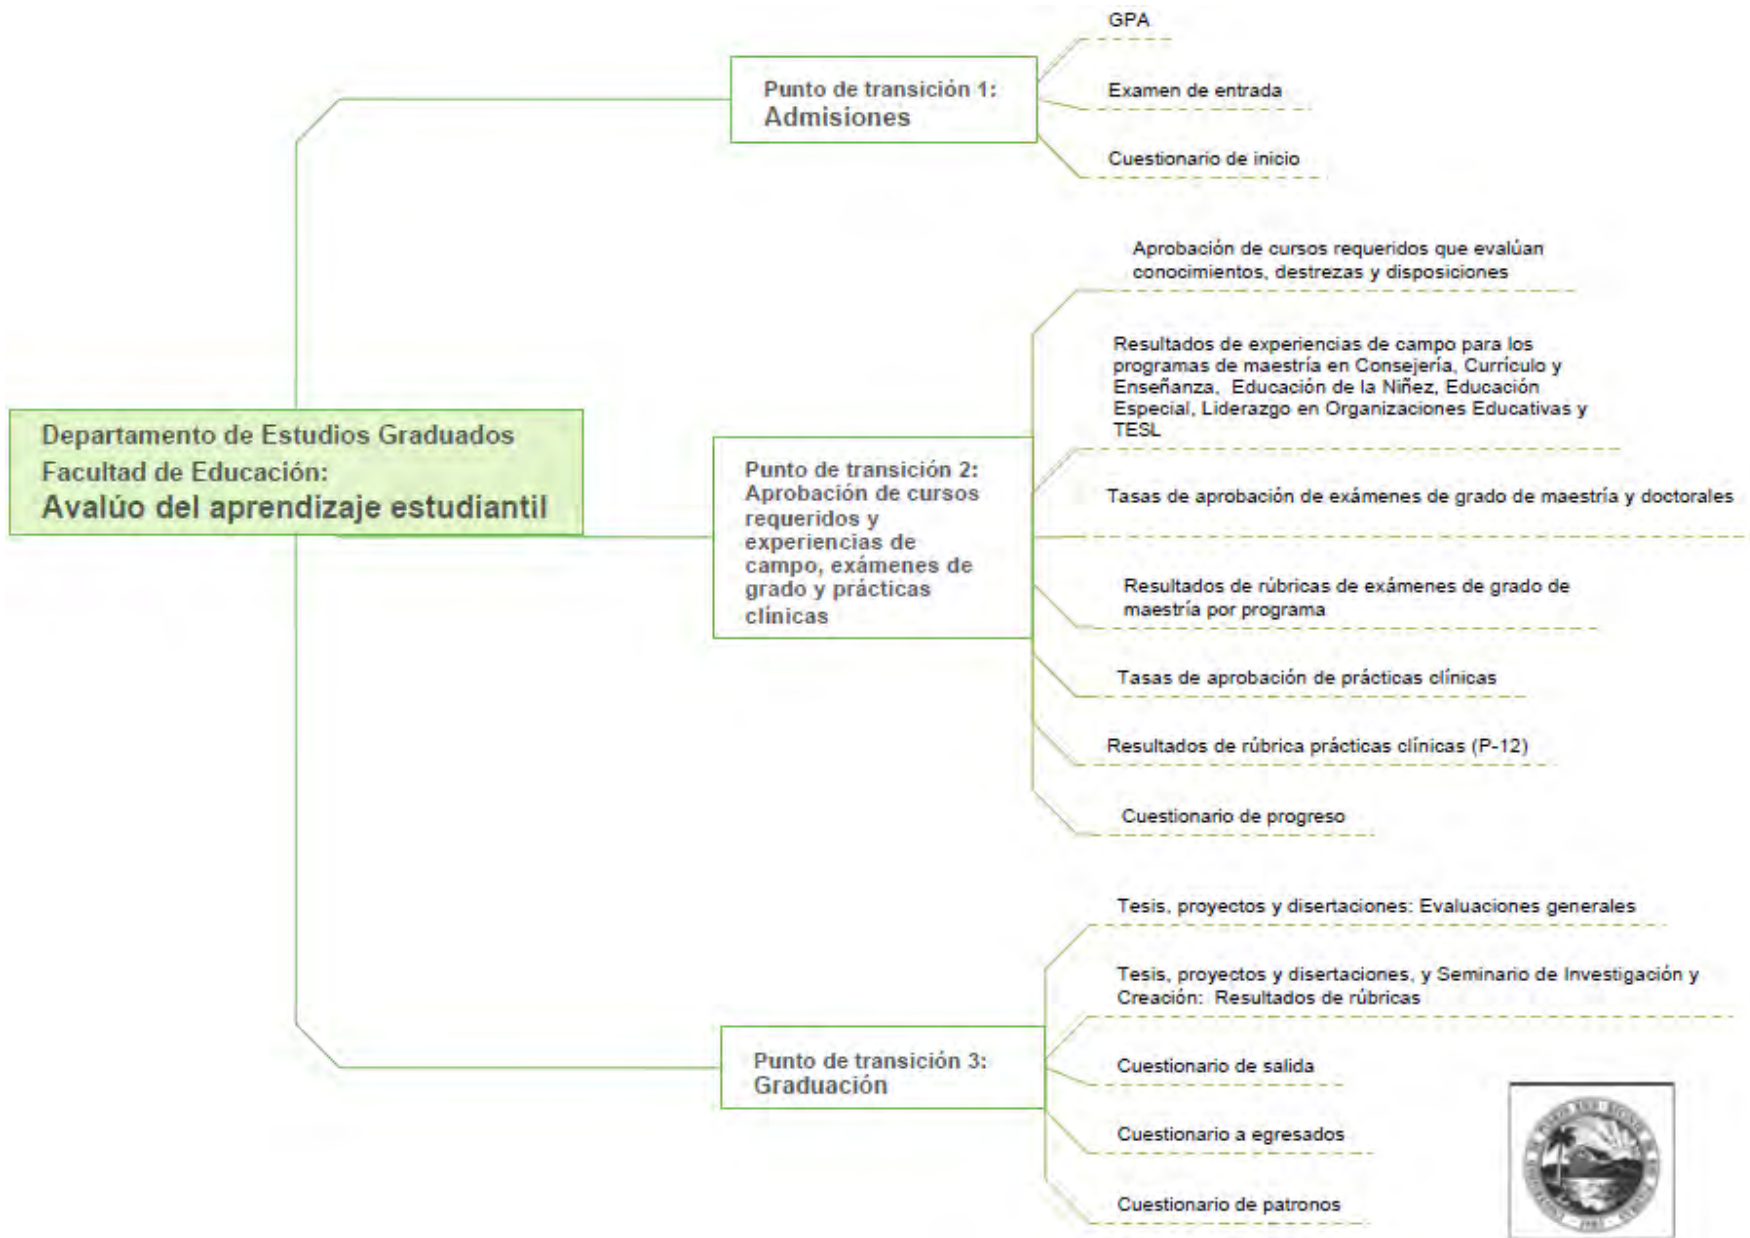 Departamento de Estudios Graduados
Facultad de Educación:
Avalúo del aprendizaje estudiantil
Punto de transición 1:
Admisiones
GPA
Examen de entrada
Cuestionario de inicio
Punto de transición 2:
Aprobación de cursos
requeridos y
experiencias de
campo, exámenes de
grado y prácticas
clínicas
Aprobación de cursos requeridos que evalúan
conocimientos, destrezas y disposiciones
Resultados de experiencias de campo para los
programas de maestría en Consejería, Currículo y
Enseñanza, Educación de la Niñez, Educación
Especial, Liderazgo en Organizaciones Educativas y
TESL
Tasas de aprobación de exámenes de grado de maestría y doctorales
Resultados de rúbricas de exámenes de grado de
maestría por programa
Tasas de aprobación de prácticas clínicas
Resultados de rúbrica prácticas clínicas (P-12)
Cuestionario de progreso
Punto de transición 3:
Graduación
Tesis, proyectos y disertaciones: Evaluaciones generales
Tesis, proyectos y disertaciones, y Seminario de Investigación y
Creación: Resultados de rúbricas
Cuestionario de salida
Cuestionario a egresados
Cuestionario de patronos